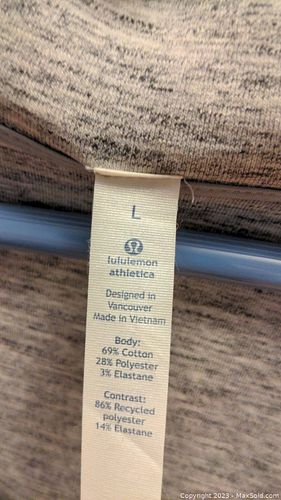 L
lululemon
athletica
Designed in
Vancouver
Made in Vietnam
Body:
69% Cotton
28% Polyester
3% Elastane
Contrast:
86% Recycled
polyester
14% Elastane
Copyright 2023 - MaxSold.com